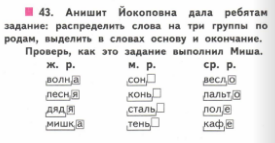 43. Анишит Йокоповна дала ребятам
задание: распределить слова на три группы по
родам, выделить в словах основу и окончание.
Проверь, как это задание выполнил Миша.
ж. р. м. р. ср. р.
волна сон весло
песня конь пальто
дядя сталь поле
мишка тень кафе